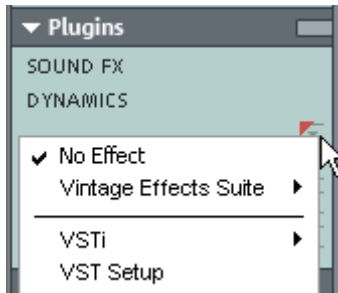 Plugins
SOUND FX
DYNAMICS
No Effect
Vintage Effects Suite
VSTi
VST Setup